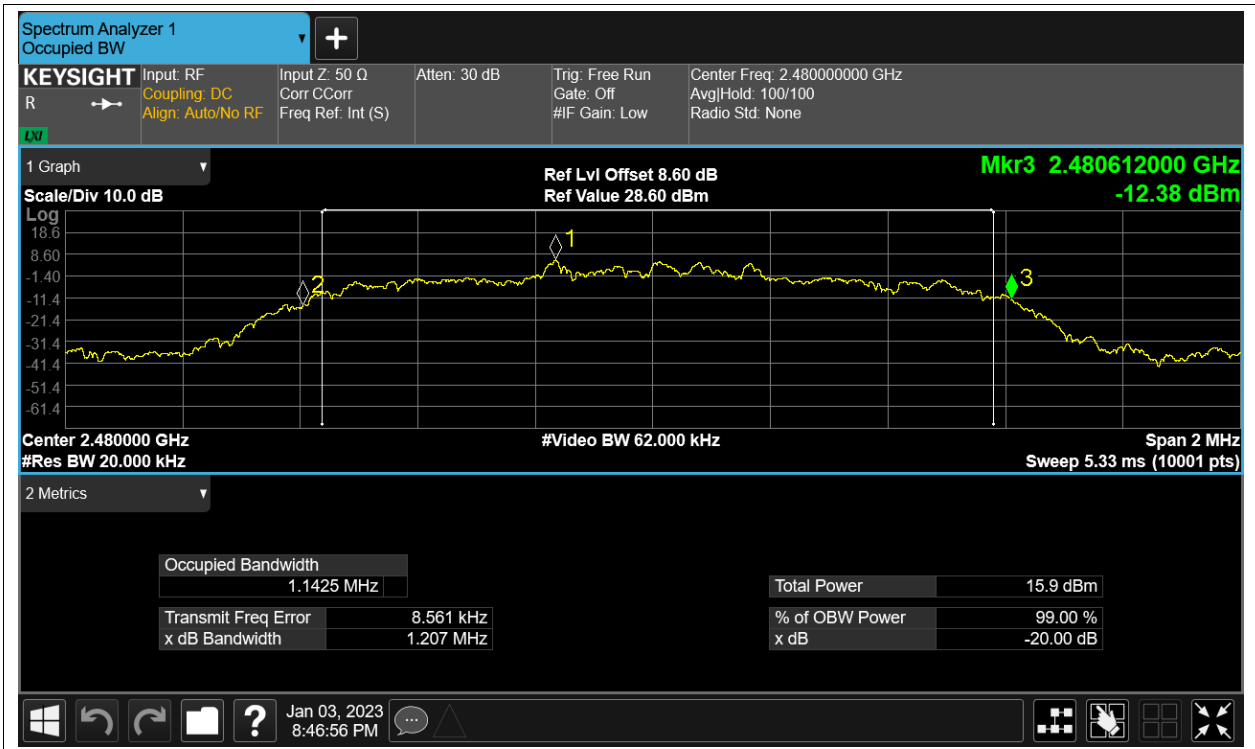 Spectrum Analyzer 1
Occupied BW
KEYSIGHT
R
LXI
Input: RF
Coupling: DC
Align: Auto/No RF
Input Z: 50 Ω
Corr CCorr
Freq Ref: Int (S)
Atten: 30 dB
Trig: Free Run
Gate: Off
#IF Gain: Low
Center Freq: 2.480000000 GHz
Avg|Hold: 100/100
Radio Std: None
1 Graph
Scale/Div 10.0 dB
Ref Lvl Offset 8.60 dB
Ref Value 28.60 dBm
Mkr3 2.480612000 GHz
-12.38 dBm
Log
18.6
8.60
-1.40
-11.4
-21.4
-31.4
-41.4
-51.4
-61.4
1
2
3
Center 2.480000 GHz
#Res BW 20.000 kHz
#Video BW 62.000 kHz
Span 2 MHz
Sweep 5.33 ms (10001 pts)
2 Metrics
Occupied Bandwidth
1.1425 MHz
Transmit Freq Error 8.561 kHz
x dB Bandwidth 1.207 MHz
Total Power 15.9 dBm
% of OBW Power 99.00 %
x dB -20.00 dB
?
Jan 03, 2023
8:46:56 PM